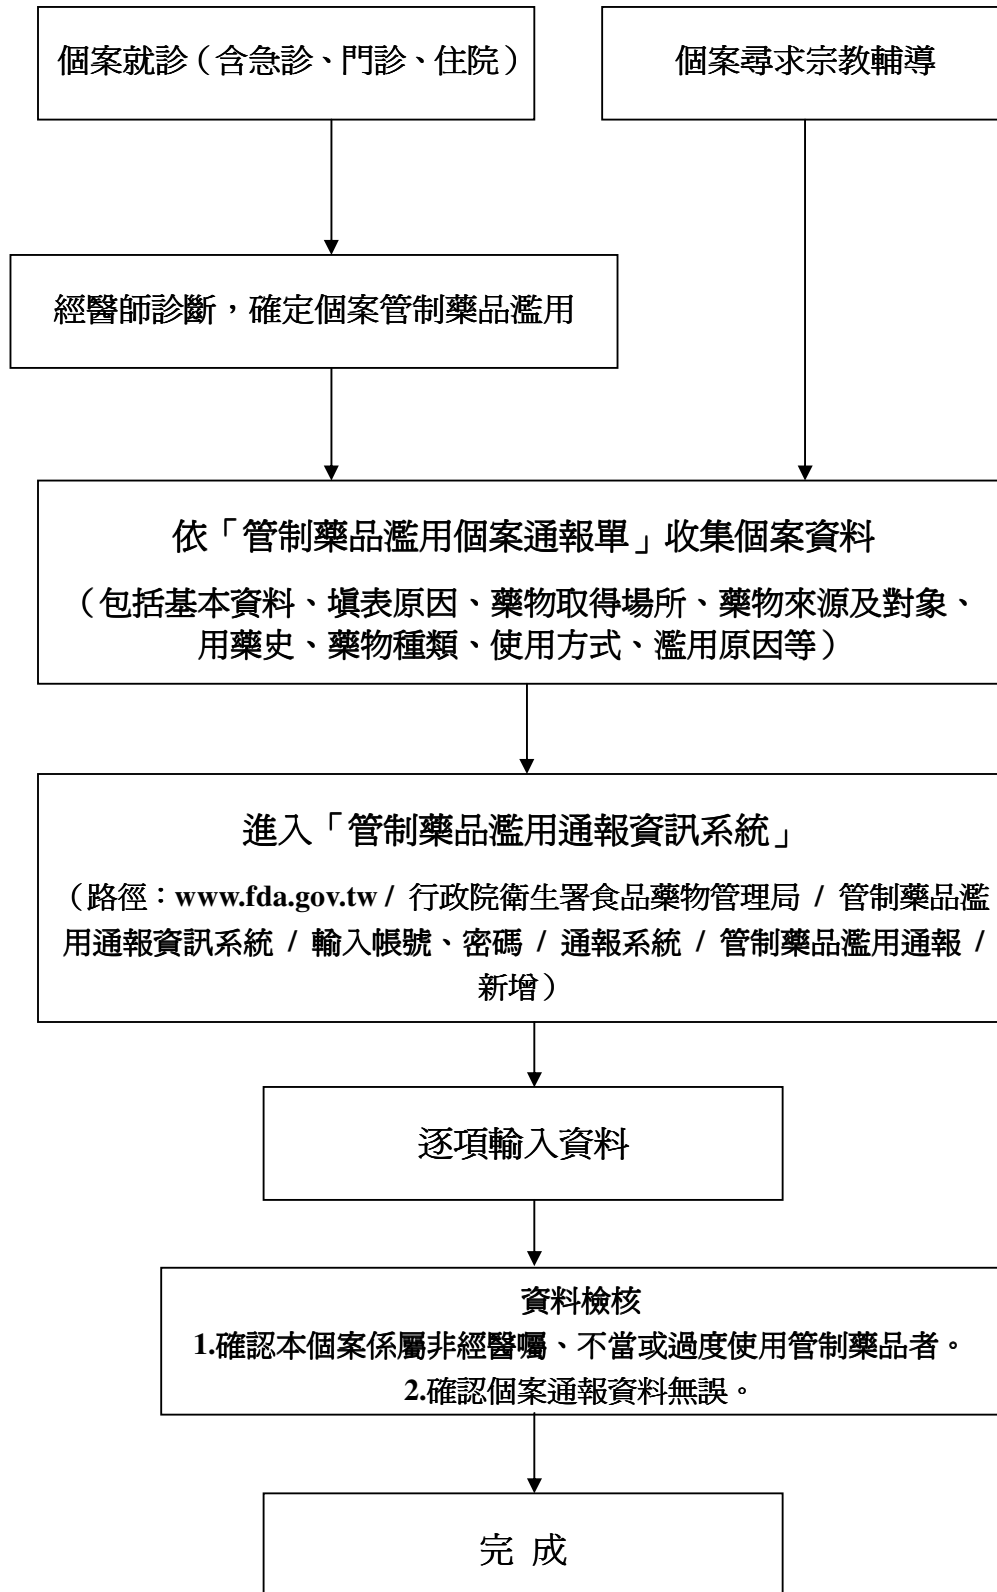 個案就診（含急診、門診、住院）
個案尋求宗教輔導
經醫師診斷，確定個案管制藥品濫用
依「管制藥品濫用個案通報單」收集個案資料
（包括基本資料、填表原因、藥物取得場所、藥物來源及對象、
用藥史、藥物種類、使用方式、濫用原因等）
進入「管制藥品濫用通報資訊系統」
（路徑：www.fda.gov.tw / 行政院衛生署食品藥物管理局 / 管制藥品濫
用通報資訊系統 / 輸入帳號、密碼 / 通報系統 / 管制藥品濫用通報 /
新增）
逐項輸入資料
資料檢核
1.確認本個案係屬非經醫囑、不當或過度使用管制藥品者。
2.確認個案通報資料無誤。
完 成